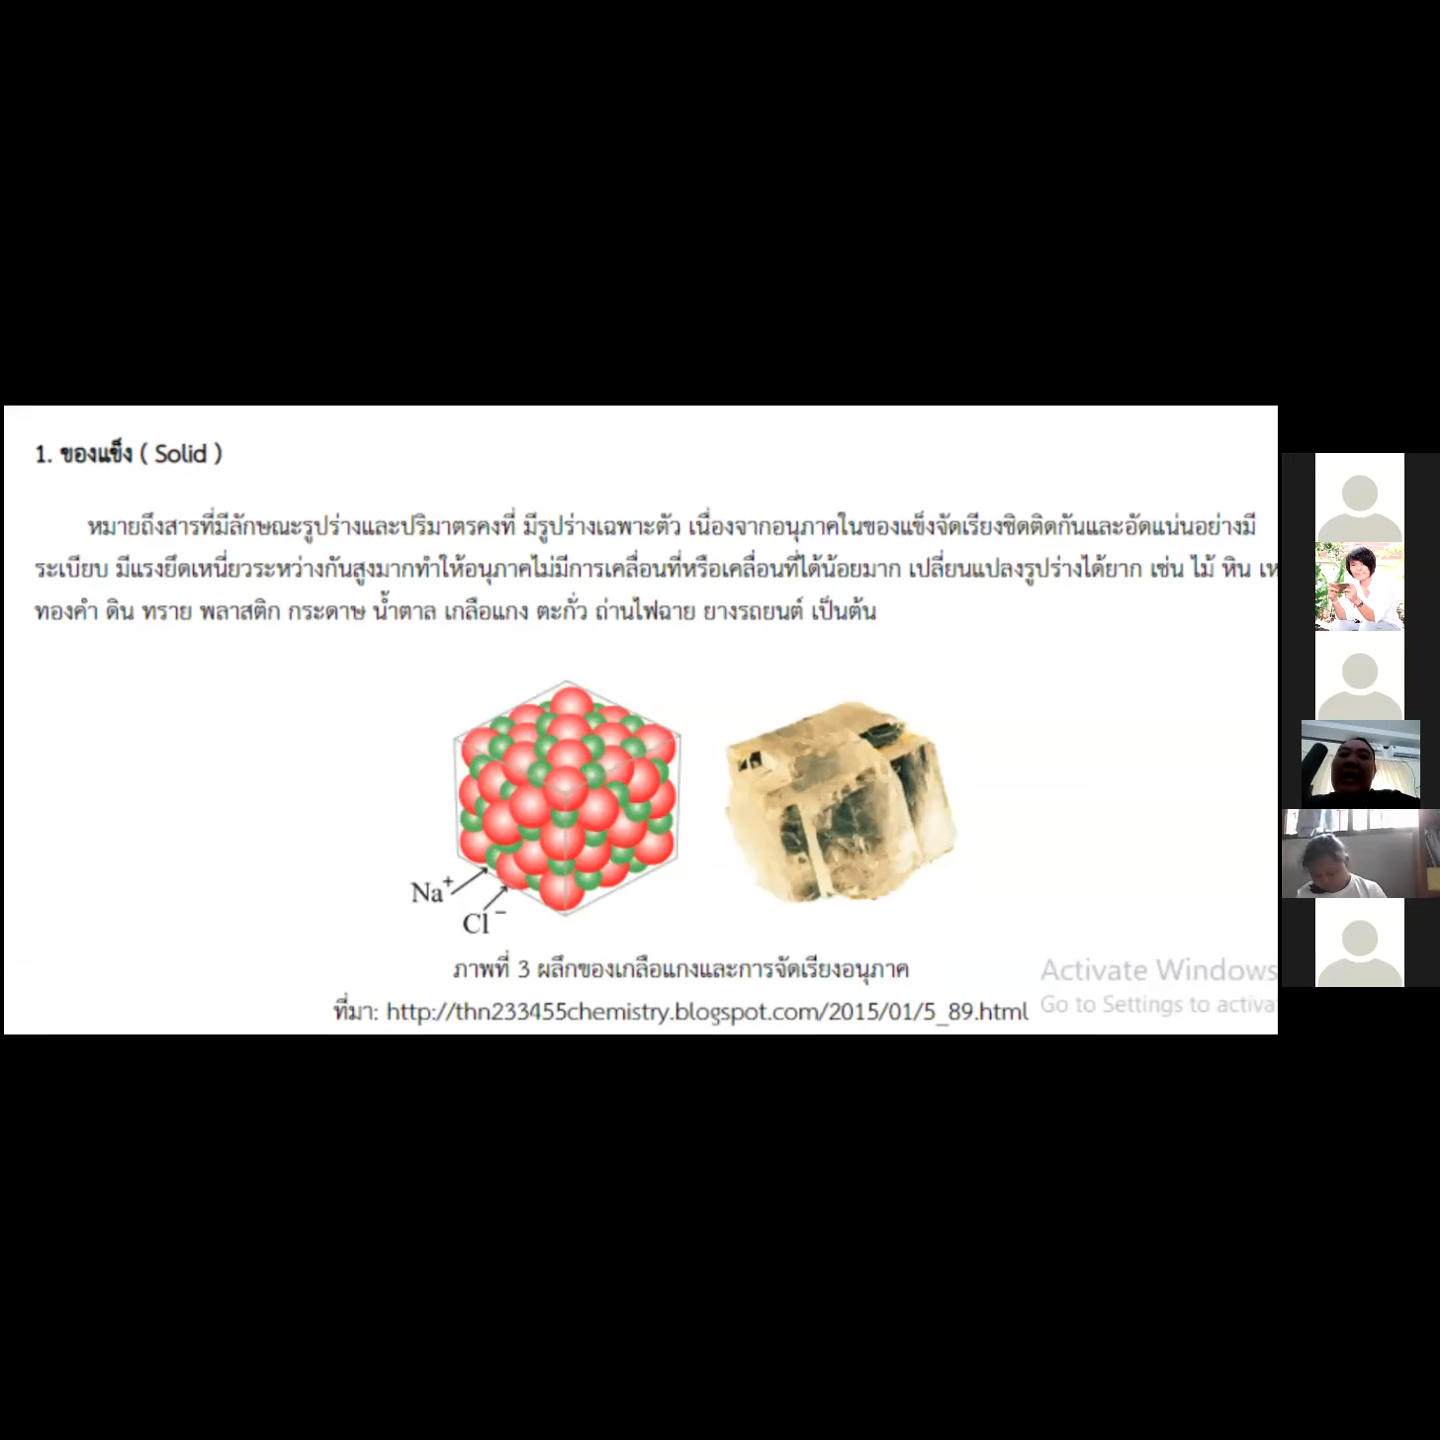 1. ของแข็ง ( Solid )
หมายถึงสารที่มีลักษณะรูปร่างและปริมาตรคงที่ มีรูปร่างเฉพาะตัว เนื่องจากอนุภาคในของแข็งจัดเรียงชิดติดกันและอัดแน่นอย่างมี
ระเบียบ มีแรงยึดเหนี่ยวระหว่างกันสูงมากทำให้อนุภาคไม่มีการเคลื่อนที่หรือเคลื่อนที่ได้น้อยมาก เปลี่ยนแปลงรูปร่างได้ยาก เช่น ไม้ หิน
ทองคำ ดิน ทราย พลาสติก กระดาษ น้ำตาล เกลือแกง ตะกั่ว ถ่านไฟฉาย ยางรถยนต์ เป็นต้น
Na⁺
Cl⁻
ภาพที่ 3 ผลึกของเกลือแกงและการจัดเรียงอนุภาค
ที่มา: http://thn233455chemistry.blogspot.com/2015/01/5_89.html
Activate Windows
Go to Settings to activa